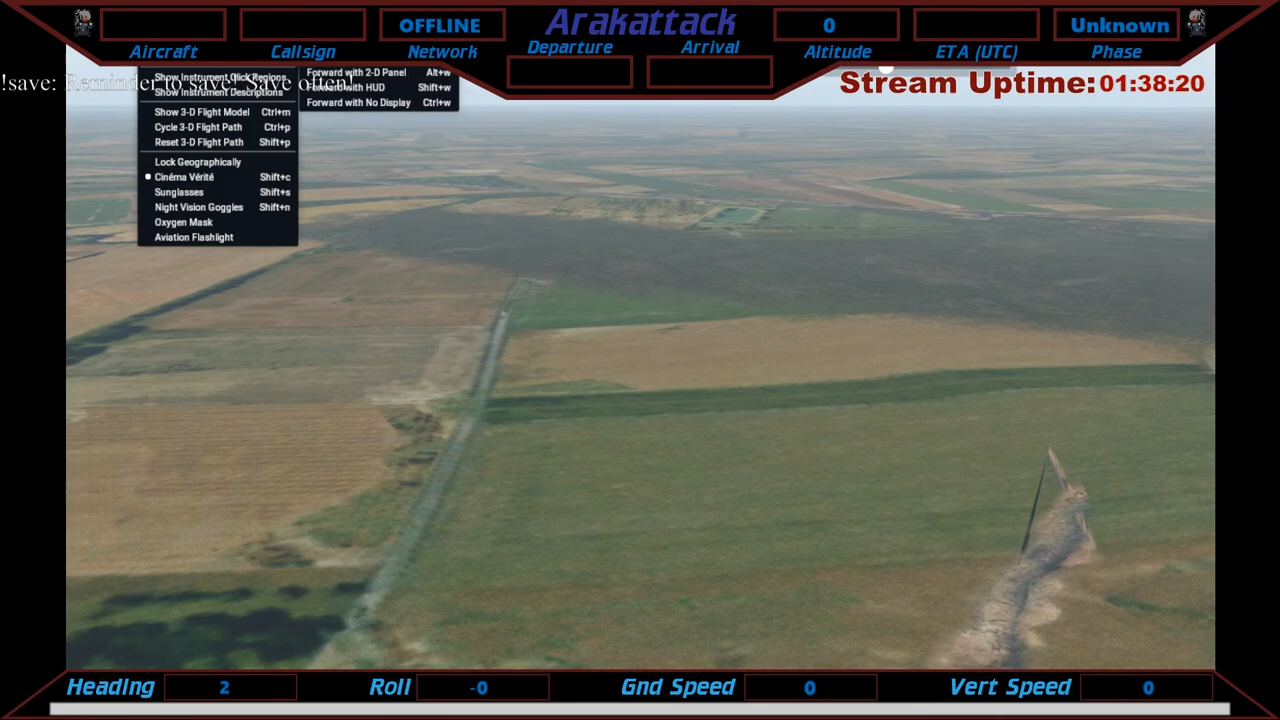 OFFLINE
Arakattack
0
Unknown
Aircraft
Callsign
Network
Departure
Arrival
Altitude
ETA (UTC)
Phase
!save: Reminder to save! Save often!
Stream Uptime: 01:38:20
Show Instrument Click Regions
Show Instrument Descriptions
Show 3-D Flight Model Ctrl+m
Cycle 3-D Flight Path Ctrl+p
Reset 3-D Flight Path Shift+p
Lock Geographically
Cinéma Vérité Shift+c
Sunglasses Shift+s
Night Vision Goggles Shift+n
Oxygen Mask
Aviation Flashlight
Forward with 2-D Panel Alt+w
Forward with HUD Shift+w
Forward with No Display Ctrl+w
Heading 2
Roll -0
Gnd Speed 0
Vert Speed 0